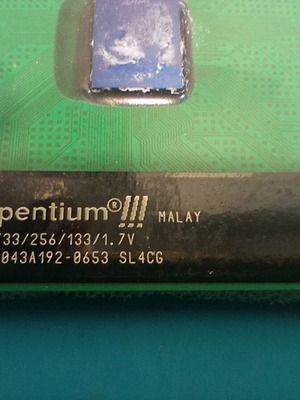 pentium® III MALAY
/33/256/133/1.7V
043A192-0653 SL4CG